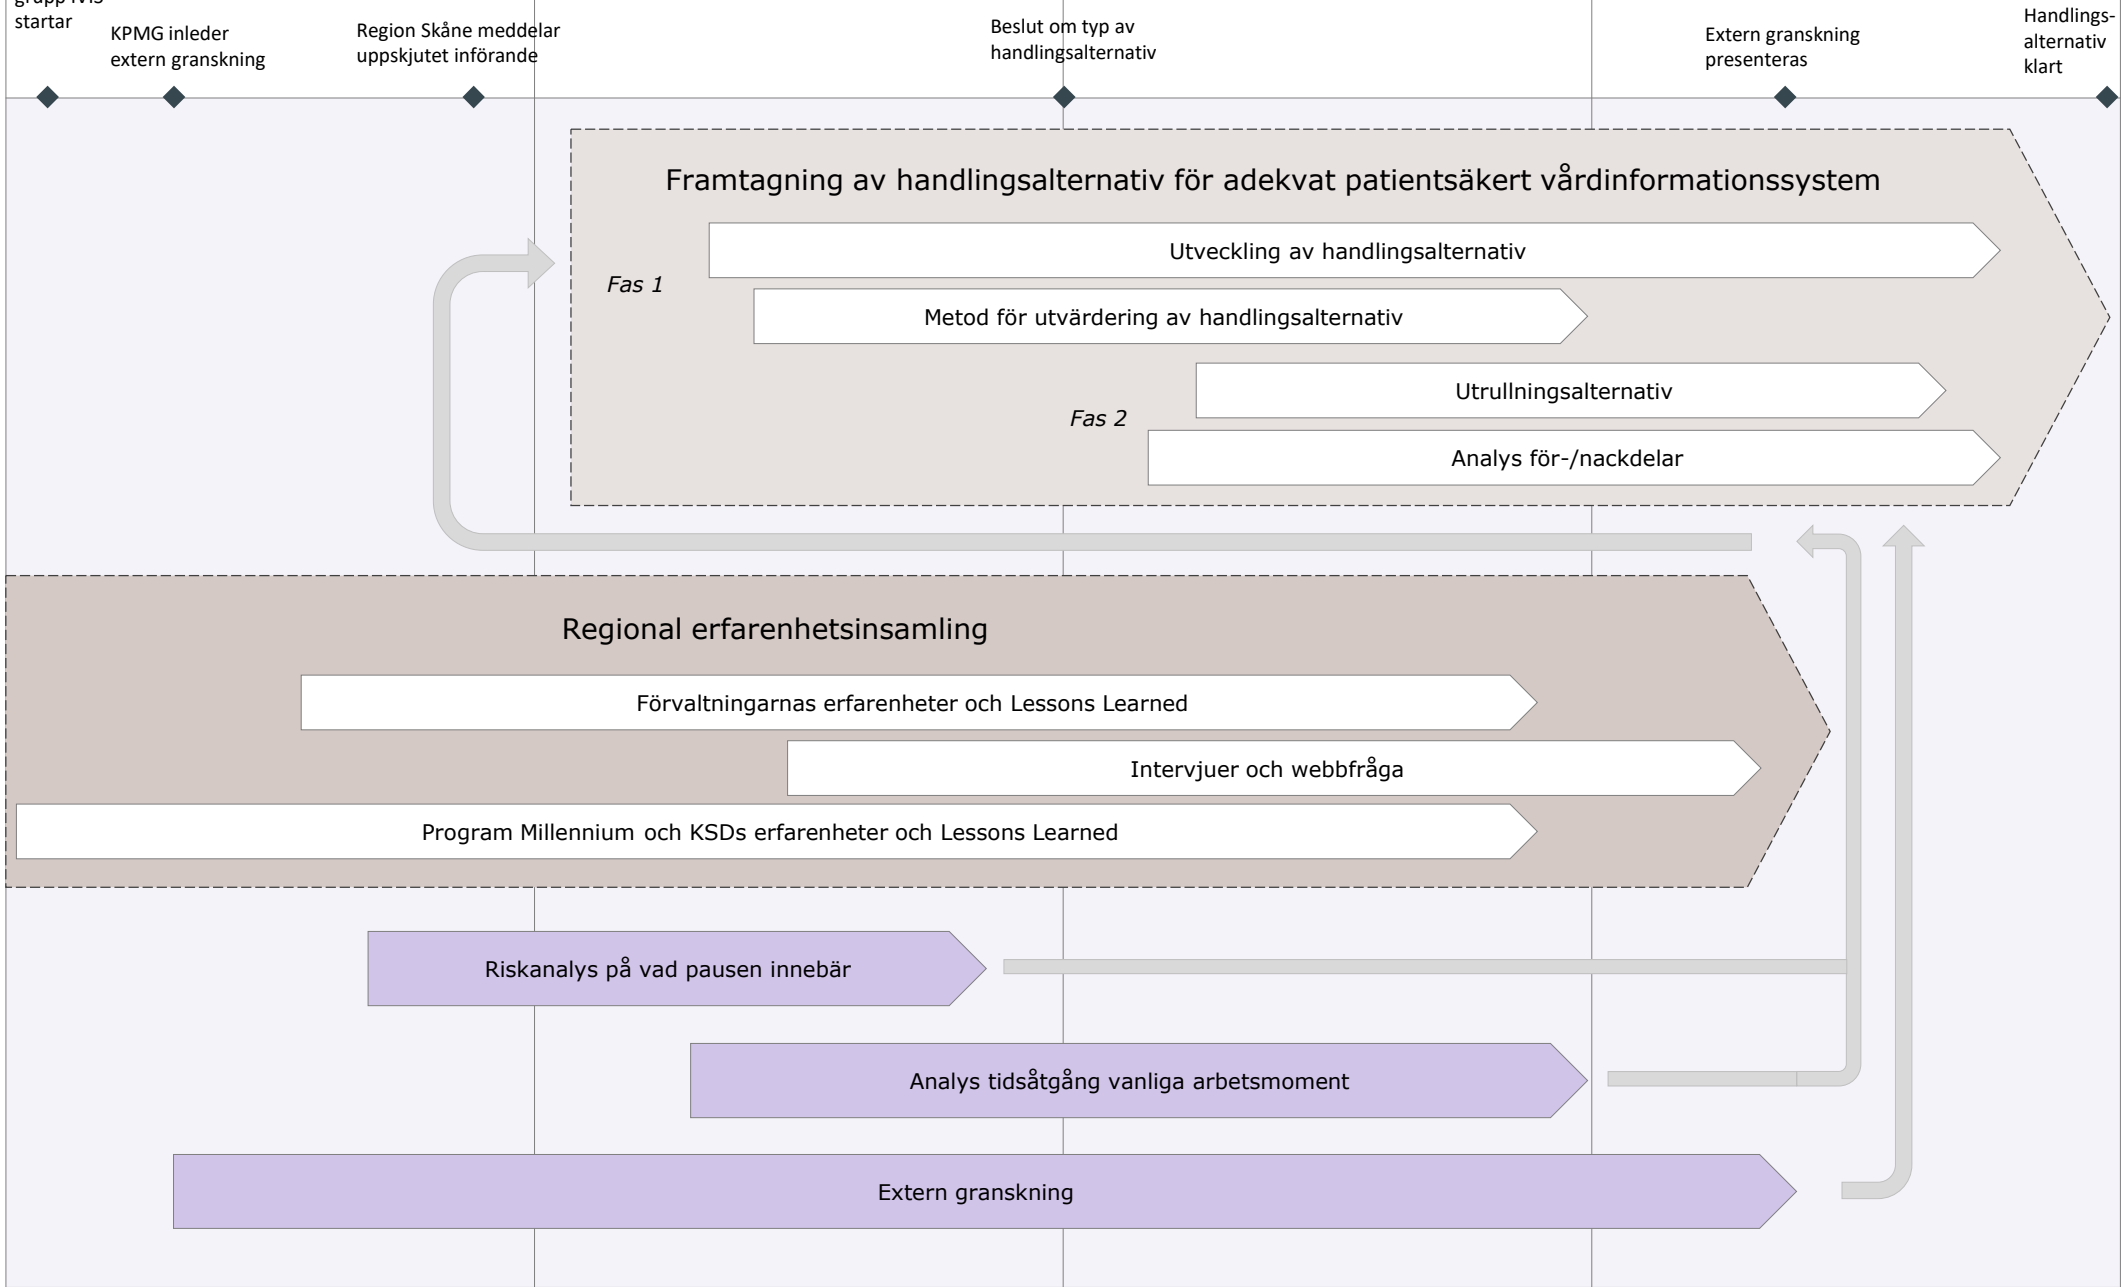 startar
KPMG inleder
extern granskning
Region Skåne meddelar
uppskjutet införande
Beslut om typ av
handlingsalternativ
Extern granskning
presenteras
Handlings-
alternativ
klart
Framtagning av handlingsalternativ för adekvat patientsäkert vårdinformationssystem
Utveckling av handlingsalternativ
Fas 1
Metod för utvärdering av handlingsalternativ
Utrullningsalternativ
Fas 2
Analys för-/nackdelar
Regional erfarenhetsinsamling
Förvaltningarnas erfarenheter och Lessons Learned
Intervjuer och webbfråga
Program Millennium och KSDs erfarenheter och Lessons Learned
Riskanalys på vad pausen innebär
Analys tidsåtgång vanliga arbetsmoment
Extern granskning